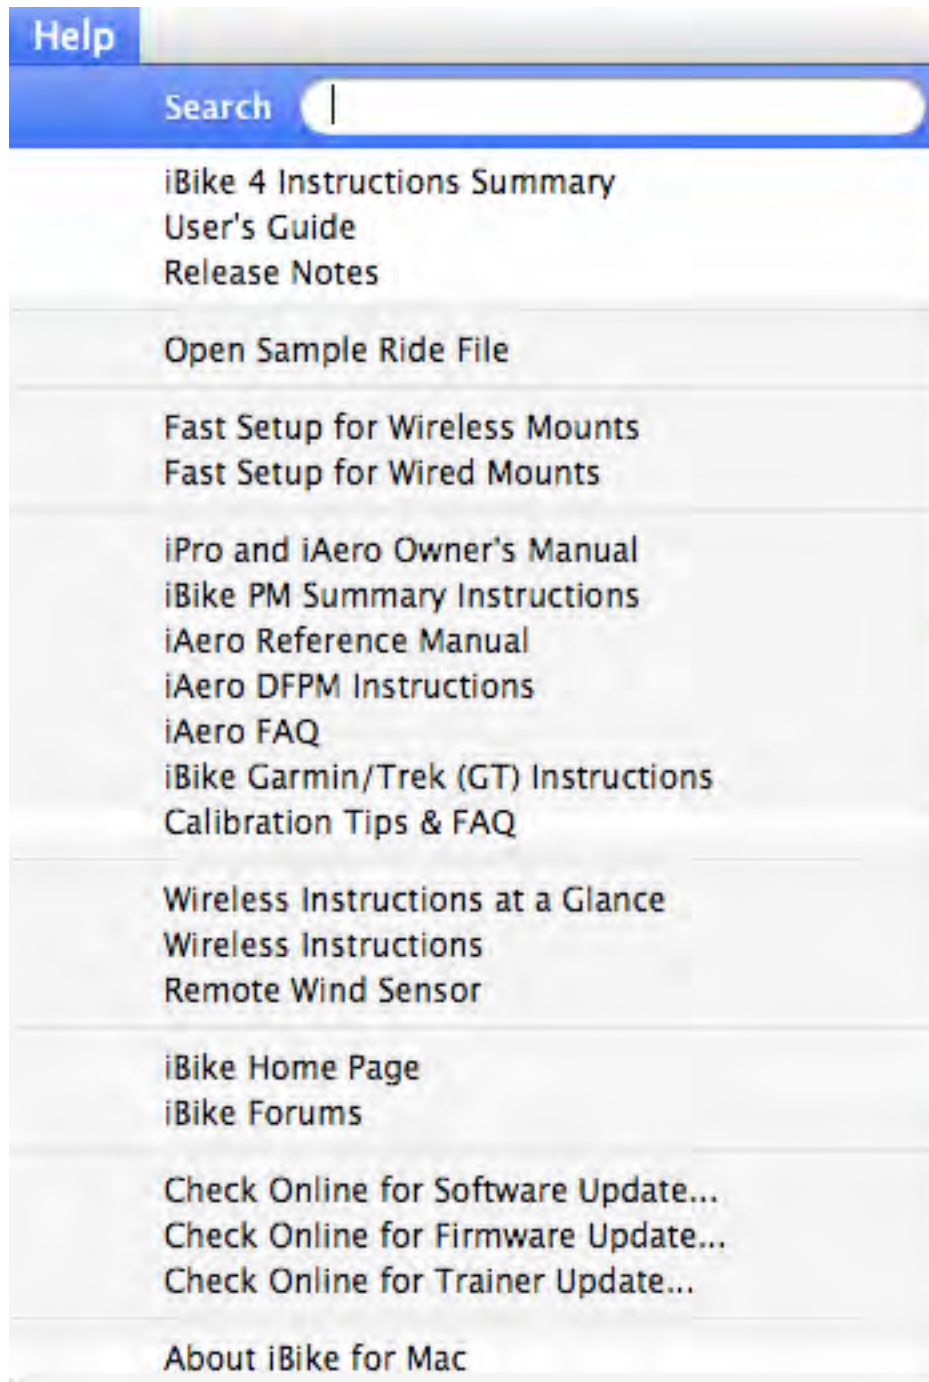 Help
Search
iBike 4 Instructions Summary
User's Guide
Release Notes
Open Sample Ride File
Fast Setup for Wireless Mounts
Fast Setup for Wired Mounts
iPro and iAero Owner's Manual
iBike PM Summary Instructions
iAero Reference Manual
iAero DFPM Instructions
iAero FAQ
iBike Garmin/Trek (GT) Instructions
Calibration Tips & FAQ
Wireless Instructions at a Glance
Wireless Instructions
Remote Wind Sensor
iBike Home Page
iBike Forums
Check Online for Software Update...
Check Online for Firmware Update...
Check Online for Trainer Update...
About iBike for Mac